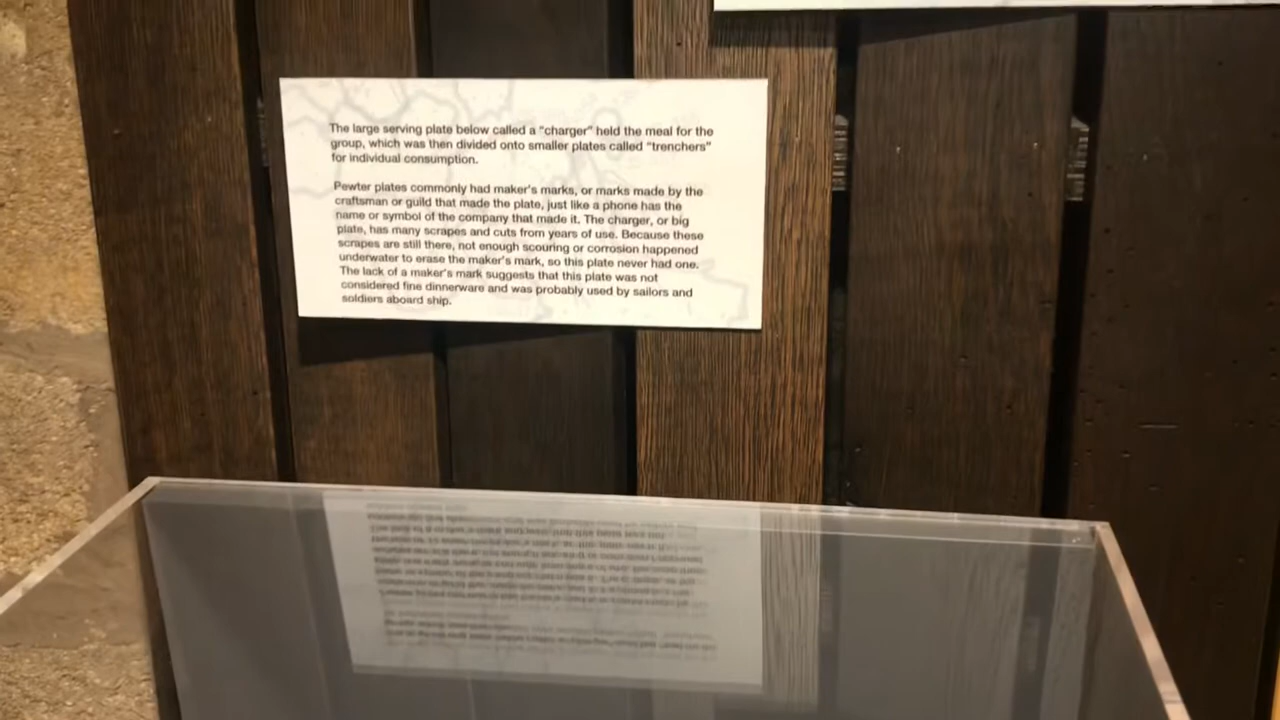 The large serving plate below called a "charger" held the meal for the
group, which was then divided onto smaller plates called "trenchers"
for individual consumption.
Pewter plates commonly had maker's marks, or marks made by the
craftsman or guild that made the plate, just like a phone has the
name or symbol of the company that made it. The charger, or big
plate, has many scrapes and cuts from years of use. Because these
scrapes are still there, not enough scouring or corrosion happened
underwater to erase the maker's mark, so this plate never had one.
The lack of a maker's mark suggests that this plate was not
considered fine dinnerware and was probably used by sailors and
soldiers aboard ship.